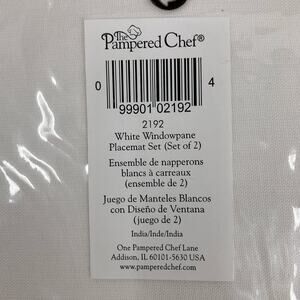 The
Pampered Chef®
0 99901 02192 4
2192
White Windowpane
Placemat Set (Set of 2)
Ensemble de napperons
blancs à carreaux
(ensemble de 2)
Juego de Manteles Blancos
con Diseño de Ventana
(juego de 2)
India/Inde/India
One Pampered Chef Lane
Addison, IL 60101-5630 USA
www.pamperedchef.com